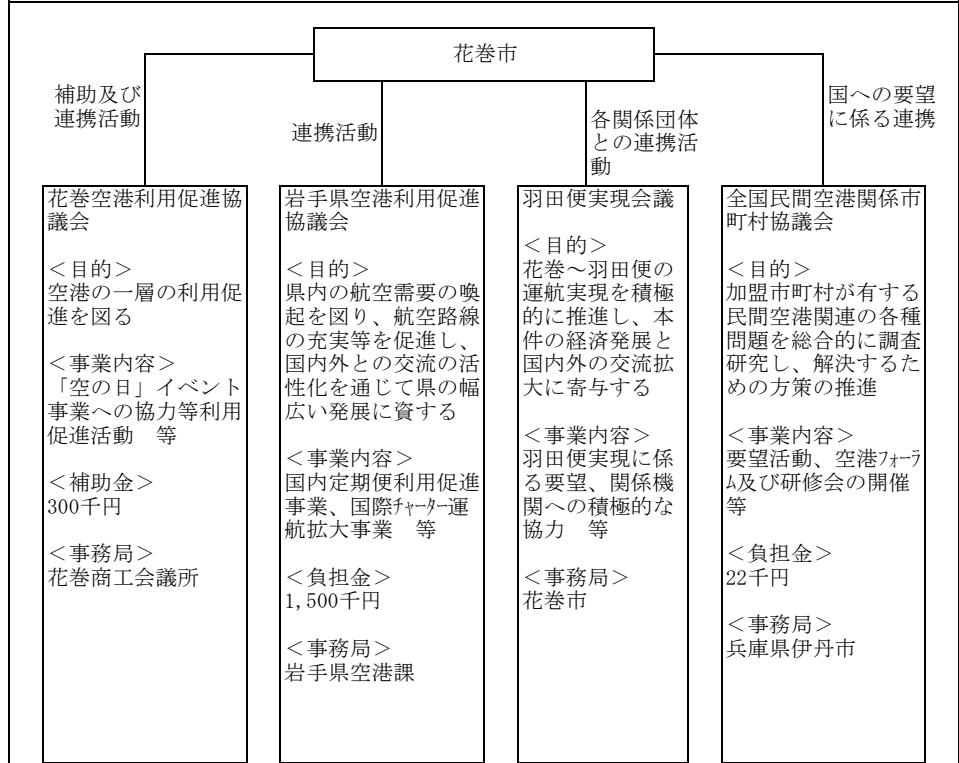 花巻市
補助及び
連携活動
連携活動
各関係団体
との連携活
動
国への要望
に係る連携
花巻空港利用促進協
議会
＜目的＞
空港の一層の利用促
進を図る
＜事業内容＞
「空の日」イベント
事業への協力等利用
促進活動　等
＜補助金＞
300千円
＜事務局＞
花巻商工会議所
岩手県空港利用促進
協議会
＜目的＞
県内の航空需要の喚
起を図り、航空路線
の充実等を促進し、
国内外との交流の活
性化を通じて県の幅
広い発展に資する
＜事業内容＞
国内定期便利用促進
事業、国際ﾁｬｰﾀｰ運
航拡大事業　等
＜負担金＞
1,500千円
＜事務局＞
岩手県空港課
羽田便実現会議
＜目的＞
花巻～羽田便の
運航実現を積極
的に推進し、本
件の経済発展と
国内外の交流拡
大に寄与する
＜事業内容＞
羽田便実現に係
る要望、関係機
関への積極的な
協力　等
＜事務局＞
花巻市
全国民間空港関係市
町村協議会
＜目的＞
加盟市町村が有する
民間空港関連の各種
問題を総合的に調査
研究し、解決するた
めの方策の推進
＜事業内容＞
要望活動、空港ﾌｫｰﾗ
ﾑ及び研修会の開催
等
＜負担金＞
22千円
＜事務局＞
兵庫県伊丹市